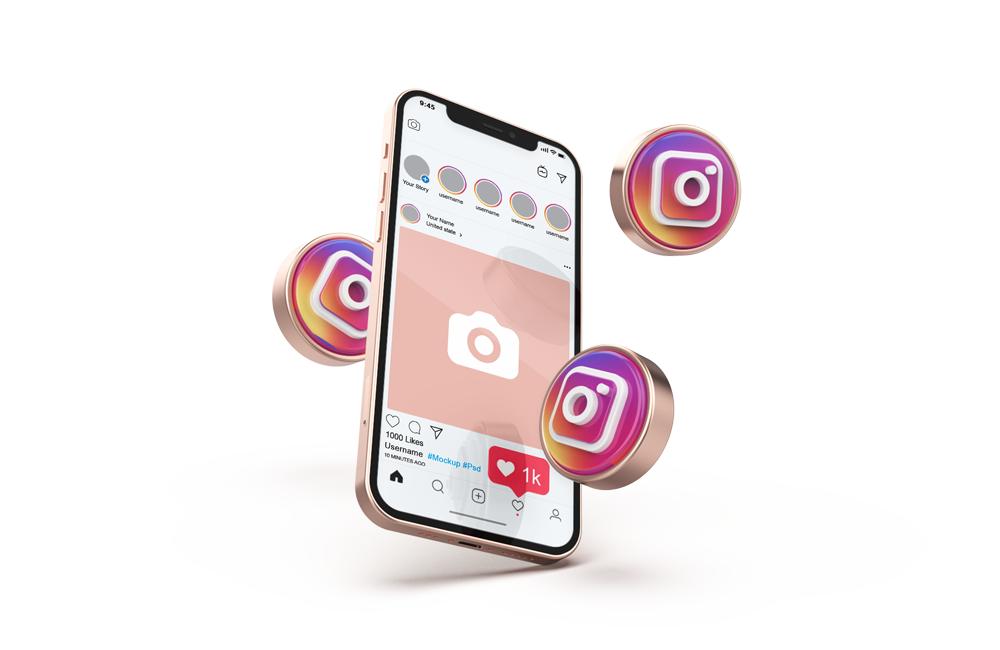 9:45
Your Story
username
username
username
username
Your Name
United state >
1000 Likes
Username #Mockup #Psd
10 MINUTES AGO
1k